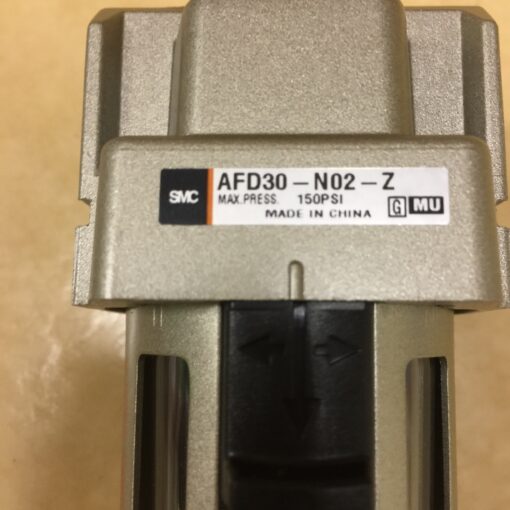 SMC AFD30-N02-Z
MAX.PRESS. 150PSI
MADE IN CHINA G MU